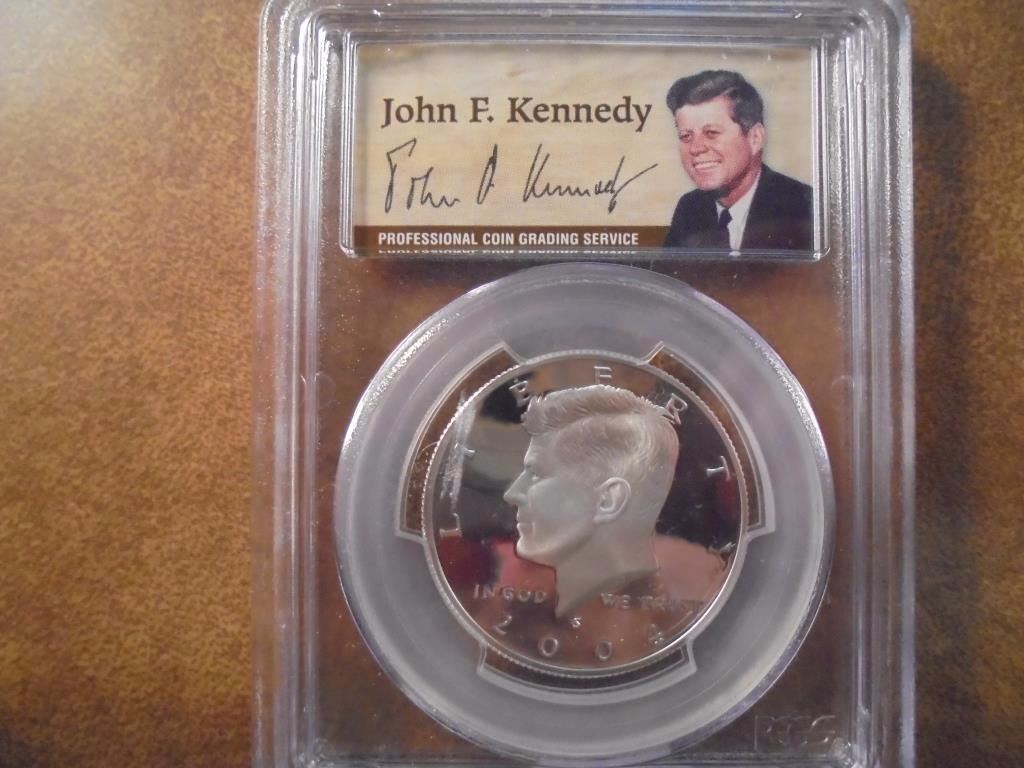 John F. Kennedy
John F. Kennedy
PROFESSIONAL COIN GRADING SERVICE
LIBERTY
IN GOD WE TRUST
S
2004
PCGS